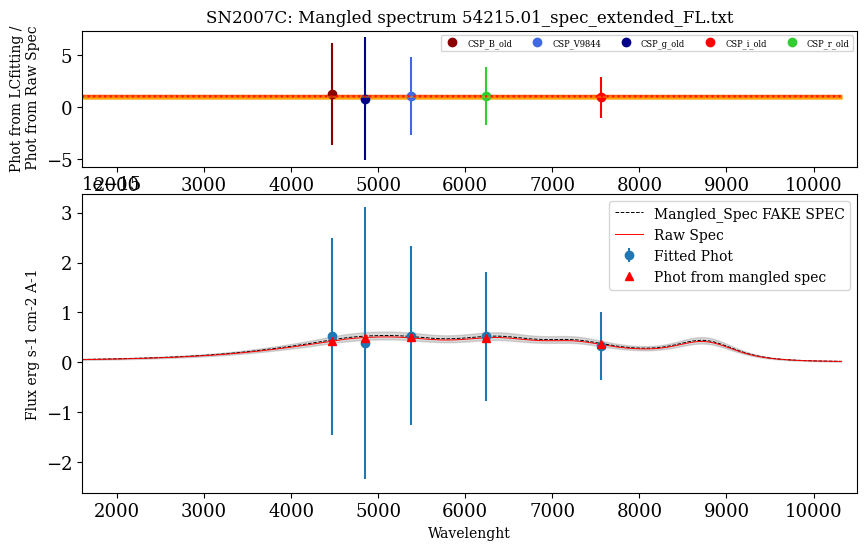 SN2007C: Mangled spectrum 54215.01_spec_extended_FL.txt
Phot from LCfitting /
Phot from Raw Spec
5
0
−5
CSP_B_old CSP_V9844 CSP_g_old CSP_i_old CSP_r_old
2000 3000 4000 5000 6000 7000 8000 9000 10000
1e−15
Flux erg s-1 cm-2 A-1
3
2
1
0
−1
−2
Mangled_Spec FAKE SPEC
Raw Spec
Fitted Phot
Phot from mangled spec
2000 3000 4000 5000 6000 7000 8000 9000 10000
Wavelenght